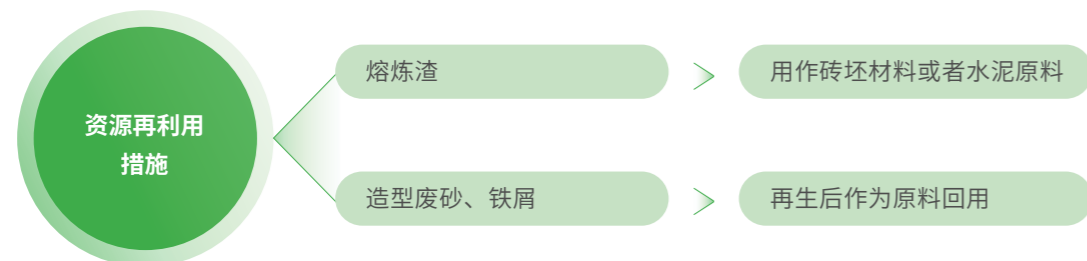 资源再利用
措施
熔炼渣
用作砖坯材料或者水泥原料
造型废砂、铁屑
再生后作为原料回用